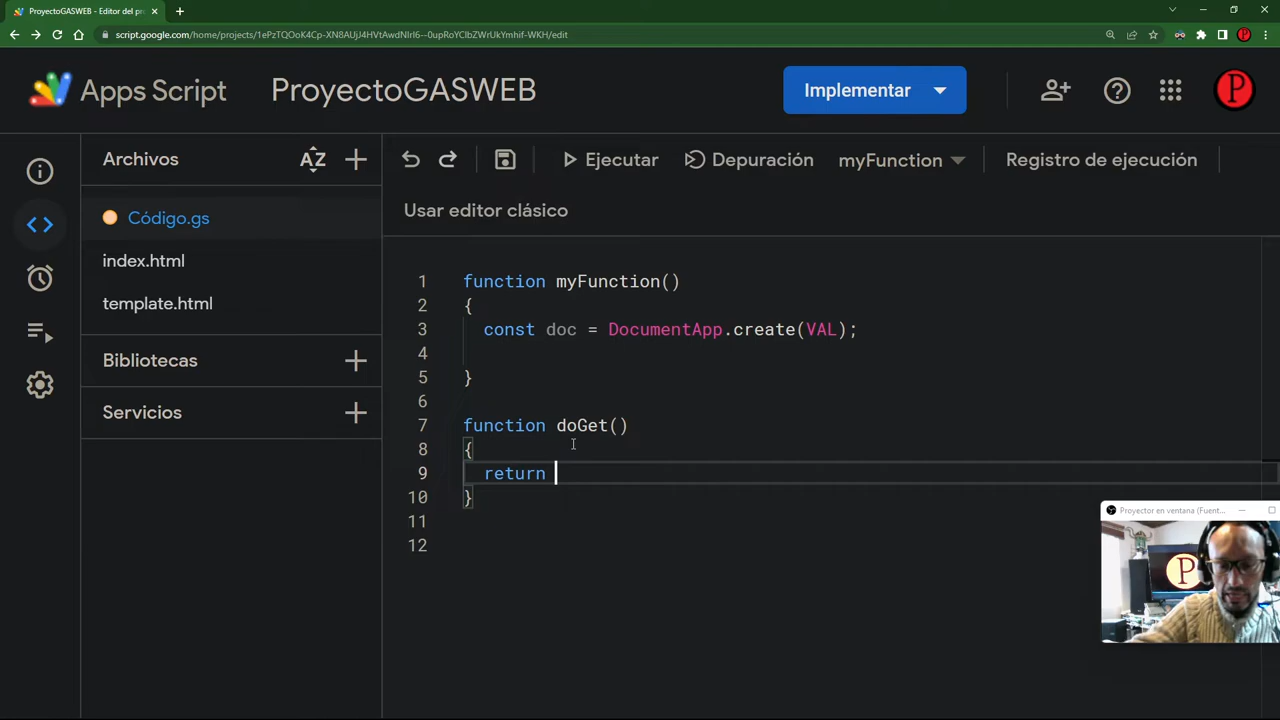 ProyectoGASWEB - Editor del pr
script.google.com/home/projects/1ePzTQOoK4Cp-XN8AUjJ4HVtAwdNIrI6--0upRoYCIbZWrUkYmhif-WKH/edit
Apps Script
ProyectoGASWEB
Implementar
Archivos
AZ
Ejecutar
Depuración
myFunction
Registro de ejecución
Usar editor clásico
Código.gs
index.html
template.html
Bibliotecas
Servicios
1 function myFunction()
2 {
3 const doc = DocumentApp.create(VAL);
4
5 }
6
7 function doGet()
8 {
9 return
10 }
11
12
Proyector en ventana (Fuent...